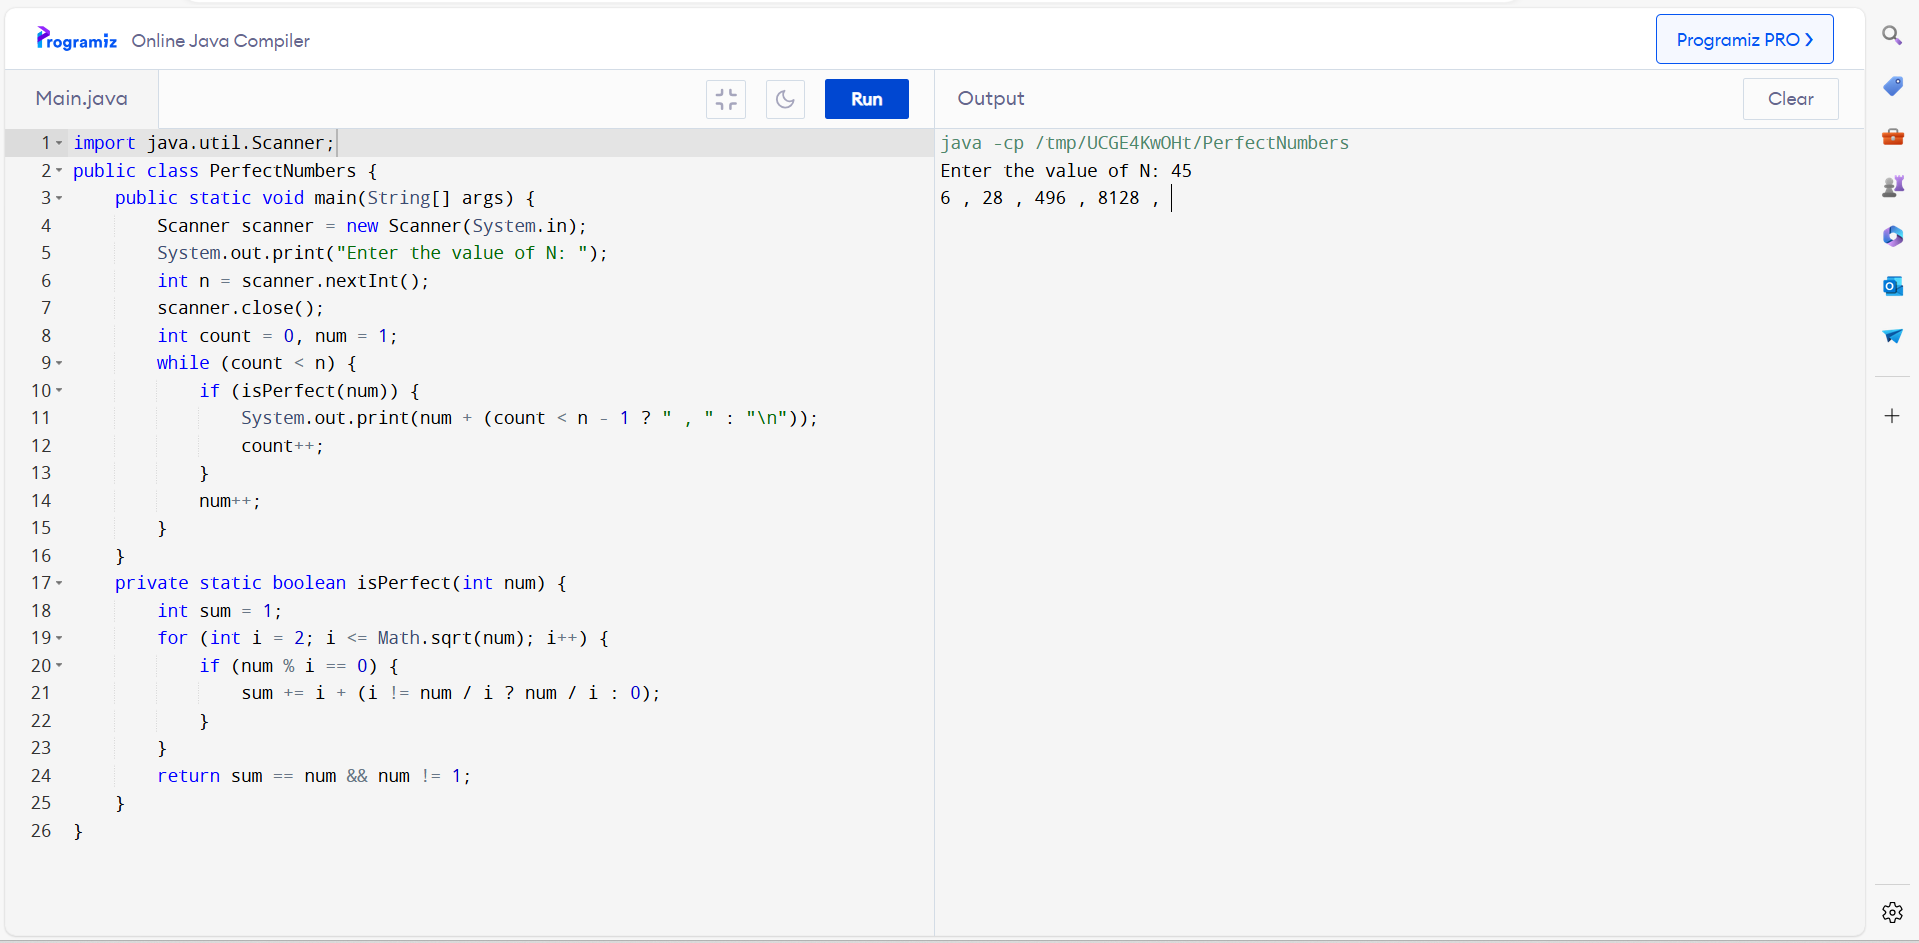 Programiz Online Java Compiler
Programiz PRO ❯
Main.java
Run
Output
Clear
1 import java.util.Scanner;
2 public class PerfectNumbers {
3     public static void main(String[] args) {
4         Scanner scanner = new Scanner(System.in);
5         System.out.print("Enter the value of N: ");
6         int n = scanner.nextInt();
7         scanner.close();
8         int count = 0, num = 1;
9         while (count < n) {
10             if (isPerfect(num)) {
11                 System.out.print(num + (count < n - 1 ? " , " : "\n"));
12                 count++;
13             }
14             num++;
15         }
16     }
17     private static boolean isPerfect(int num) {
18         int sum = 1;
19         for (int i = 2; i <= Math.sqrt(num); i++) {
20             if (num % i == 0) {
21                 sum += i + (i != num / i ? num / i : 0);
22             }
23         }
24         return sum == num && num != 1;
25     }
26 }
java -cp /tmp/UCGE4KwOHt/PerfectNumbers
Enter the value of N: 45
6 , 28 , 496 , 8128 ,